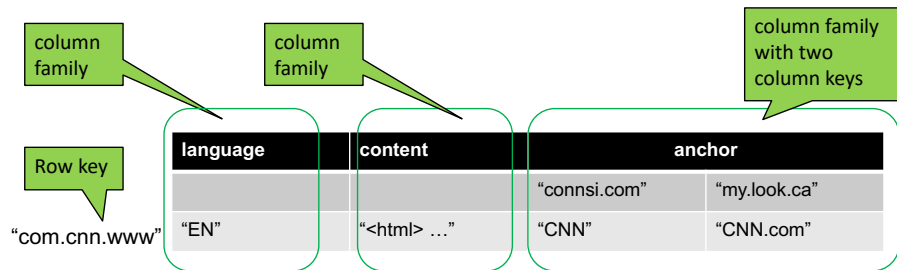 column
family
column
family
column family
with two
column keys
language content anchor
Row key
“connsi.com” “my.look.ca”
“com.cnn.www” “EN” “<html> …” “CNN” “CNN.com”